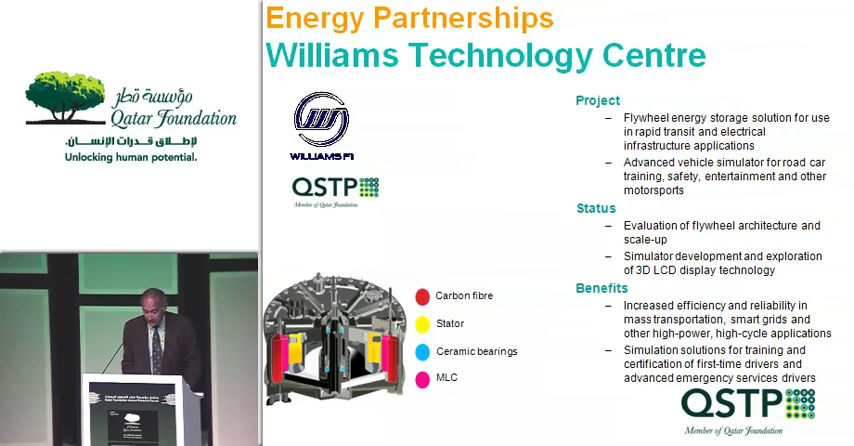 Energy Partnerships
Williams Technology Centre
مؤسسة قطر
Qatar Foundation
لإطلاق قدرات الإنسان.
Unlocking human potential.
WILLIAMS F1
QSTP
Member of Qatar Foundation
Project
– Flywheel energy storage solution for use
in rapid transit and electrical
infrastructure applications
– Advanced vehicle simulator for road car
training, safety, entertainment and other
motorsports
Status
– Evaluation of flywheel architecture and
scale-up
– Simulator development and exploration
of 3D LCD display technology
Benefits
– Increased efficiency and reliability in
mass transportation, smart grids and
other high-power, high-cycle applications
– Simulation solutions for training and
certification of first-time drivers and
advanced emergency services drivers
Carbon fibre
Stator
Ceramic bearings
MLC
QSTP
Member of Qatar Foundation